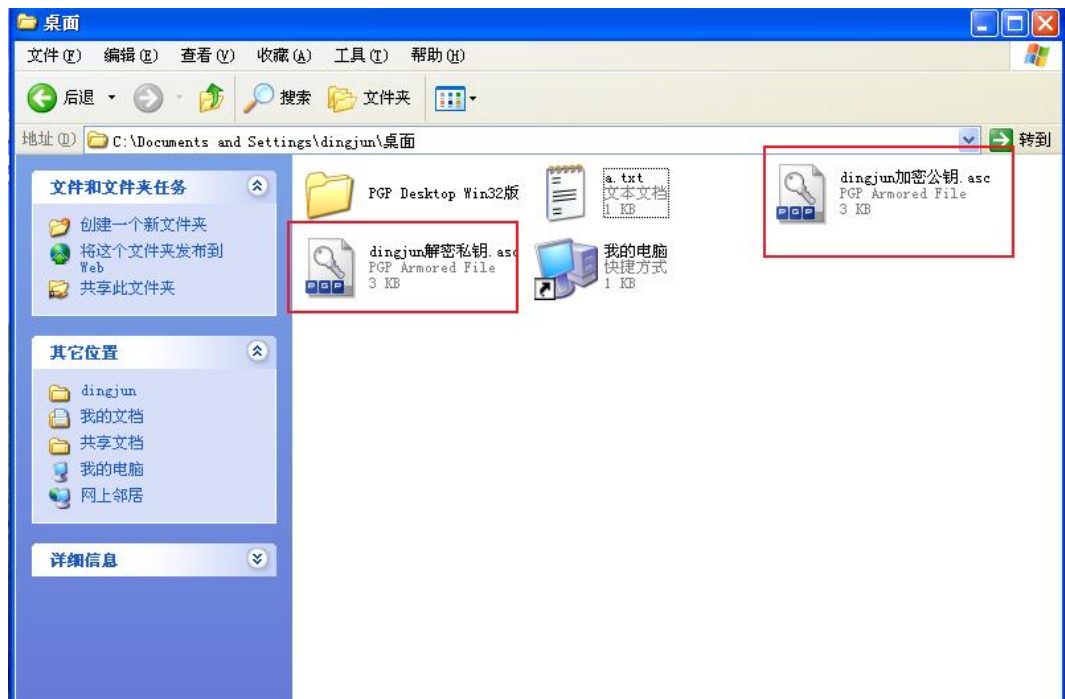 桌面
文件(F) 编辑(E) 查看(V) 收藏(A) 工具(T) 帮助(H)
后退 搜索 文件夹
地址(D) C:\Documents and Settings\dingjun\桌面 转到
文件和文件夹任务
创建一个新文件夹
将这个文件夹发布到
Web
共享此文件夹
其它位置
dingjun
我的文档
共享文档
我的电脑
网上邻居
详细信息
PGP Desktop Win32版
a.txt
文本文档
1 KB
dingjun加密公钥.asc
PGP Armored File
3 KB
PGP
dingjun解密私钥.asc
PGP Armored File
3 KB
PGP
我的电脑
快捷方式
1 KB